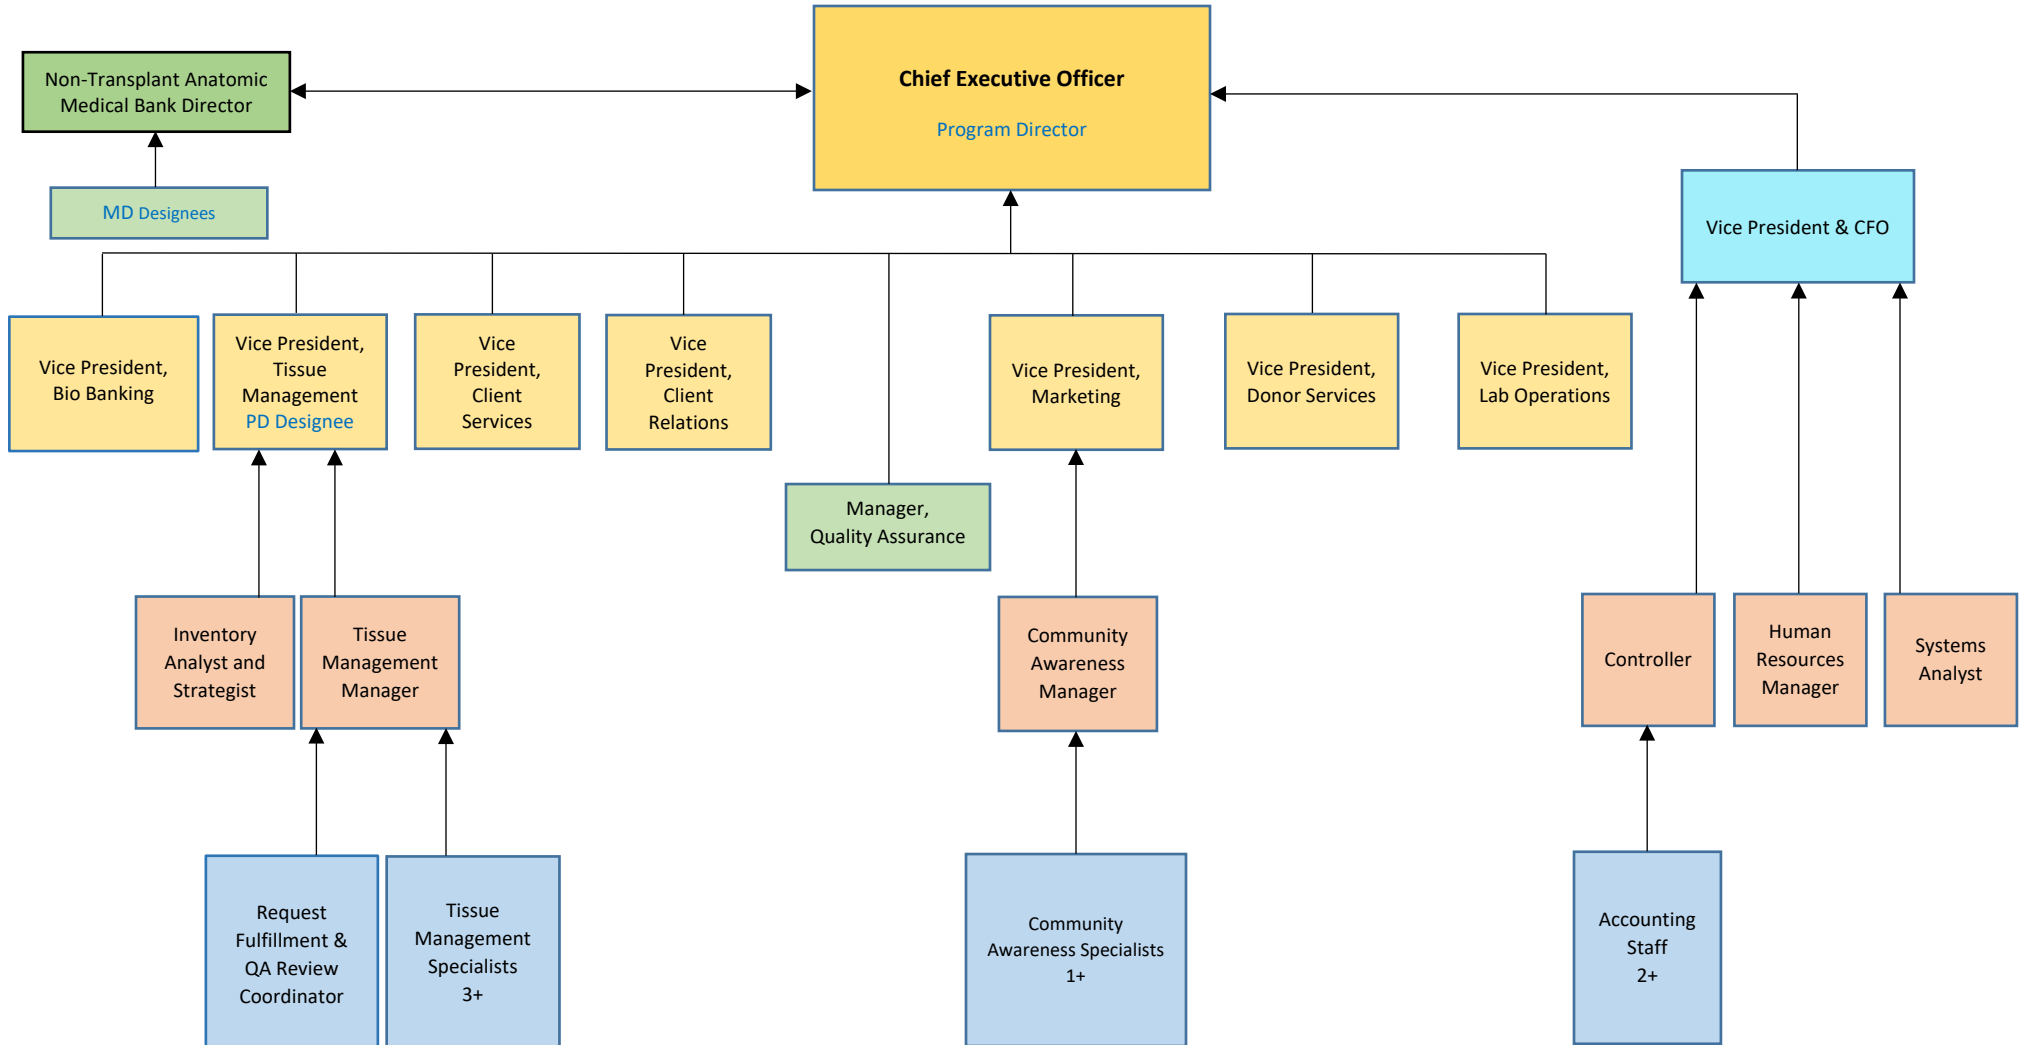 Non-Transplant Anatomic
Medical Bank Director
Chief Executive Officer
Program Director
MD Designees
Vice President & CFO
Vice President,
Bio Banking
Vice President,
Tissue
Management
PD Designee
Vice
President,
Client
Services
Vice
President,
Client
Relations
Vice President,
Marketing
Vice President,
Donor Services
Vice President,
Lab Operations
Manager,
Quality Assurance
Inventory
Analyst and
Strategist
Tissue
Management
Manager
Community
Awareness
Manager
Controller
Human
Resources
Manager
Systems
Analyst
Request
Fulfillment &
QA Review
Coordinator
Tissue
Management
Specialists
3+
Community
Awareness Specialists
1+
Accounting
Staff
2+